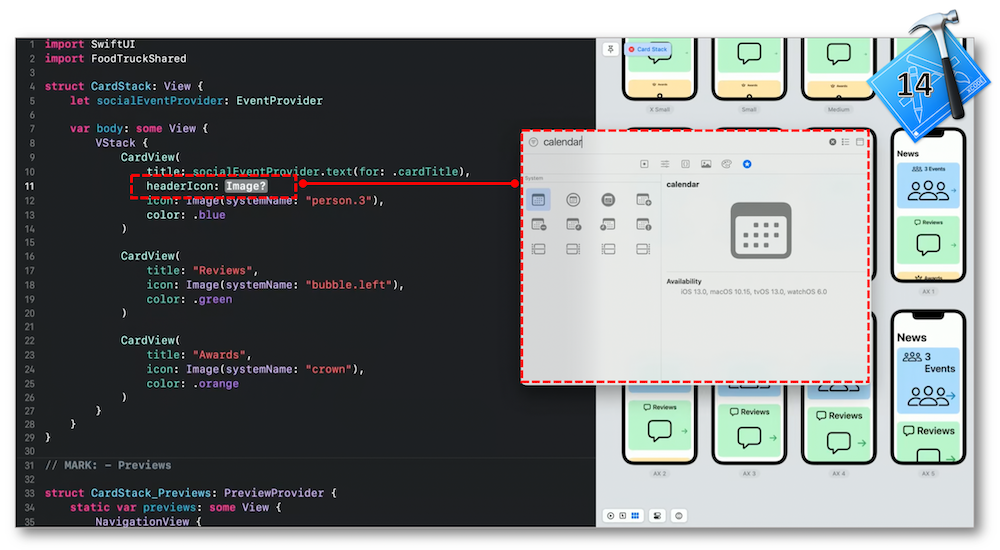 1 import SwiftUI
2 import FoodTruckShared
3
4 struct CardStack: View {
5 let socialEventProvider: EventProvider
6
7 var body: some View {
8 VStack {
9 CardView(
10 title: socialEventProvider.text(for: .cardTitle),
11 headerIcon: Image?
12 icon: Image(systemName: "person.3"),
13 color: .blue
14 )
15
16 CardView(
17 title: "Reviews",
18 icon: Image(systemName: "bubble.left"),
19 color: .green
20 )
21
22 CardView(
23 title: "Awards",
24 icon: Image(systemName: "crown"),
25 color: .orange
26 )
27 }
28 }
29 }
30
31 // MARK: - Previews
32
33 struct CardStack_Previews: PreviewProvider {
34 static var previews: some View {
35 NavigationView {
Card Stack
14
XCODE
Awards
Awards
Awards
X Small
Small
Medium
calendar
System
calendar
Availability
iOS 13.0, macOS 10.15, tvOS 13.0, watchOS 6.0
News
3 Events
Reviews
Awards
AX 1
News
3
Events
Reviews
Reviews
Reviews
Reviews
AX 2
AX 3
AX 4
AX 5